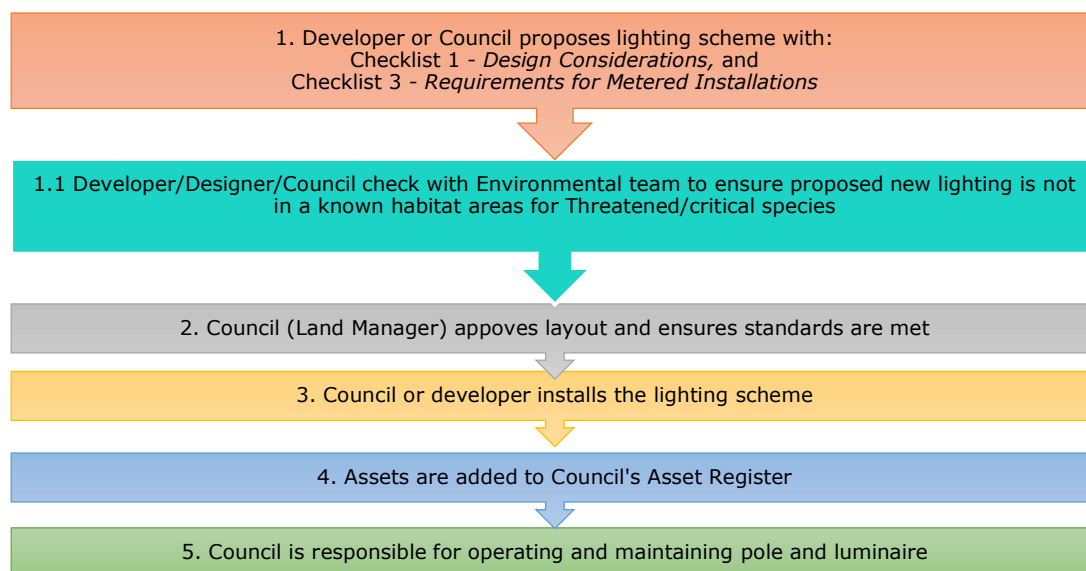 1. Developer or Council proposes lighting scheme with:
Checklist 1 - Design Considerations, and
Checklist 3 - Requirements for Metered Installations
1.1 Developer/Designer/Council check with Environmental team to ensure proposed new lighting is not
in a known habitat areas for Threatened/critical species
2. Council (Land Manager) appoves layout and ensures standards are met
3. Council or developer installs the lighting scheme
4. Assets are added to Council's Asset Register
5. Council is responsible for operating and maintaining pole and luminaire